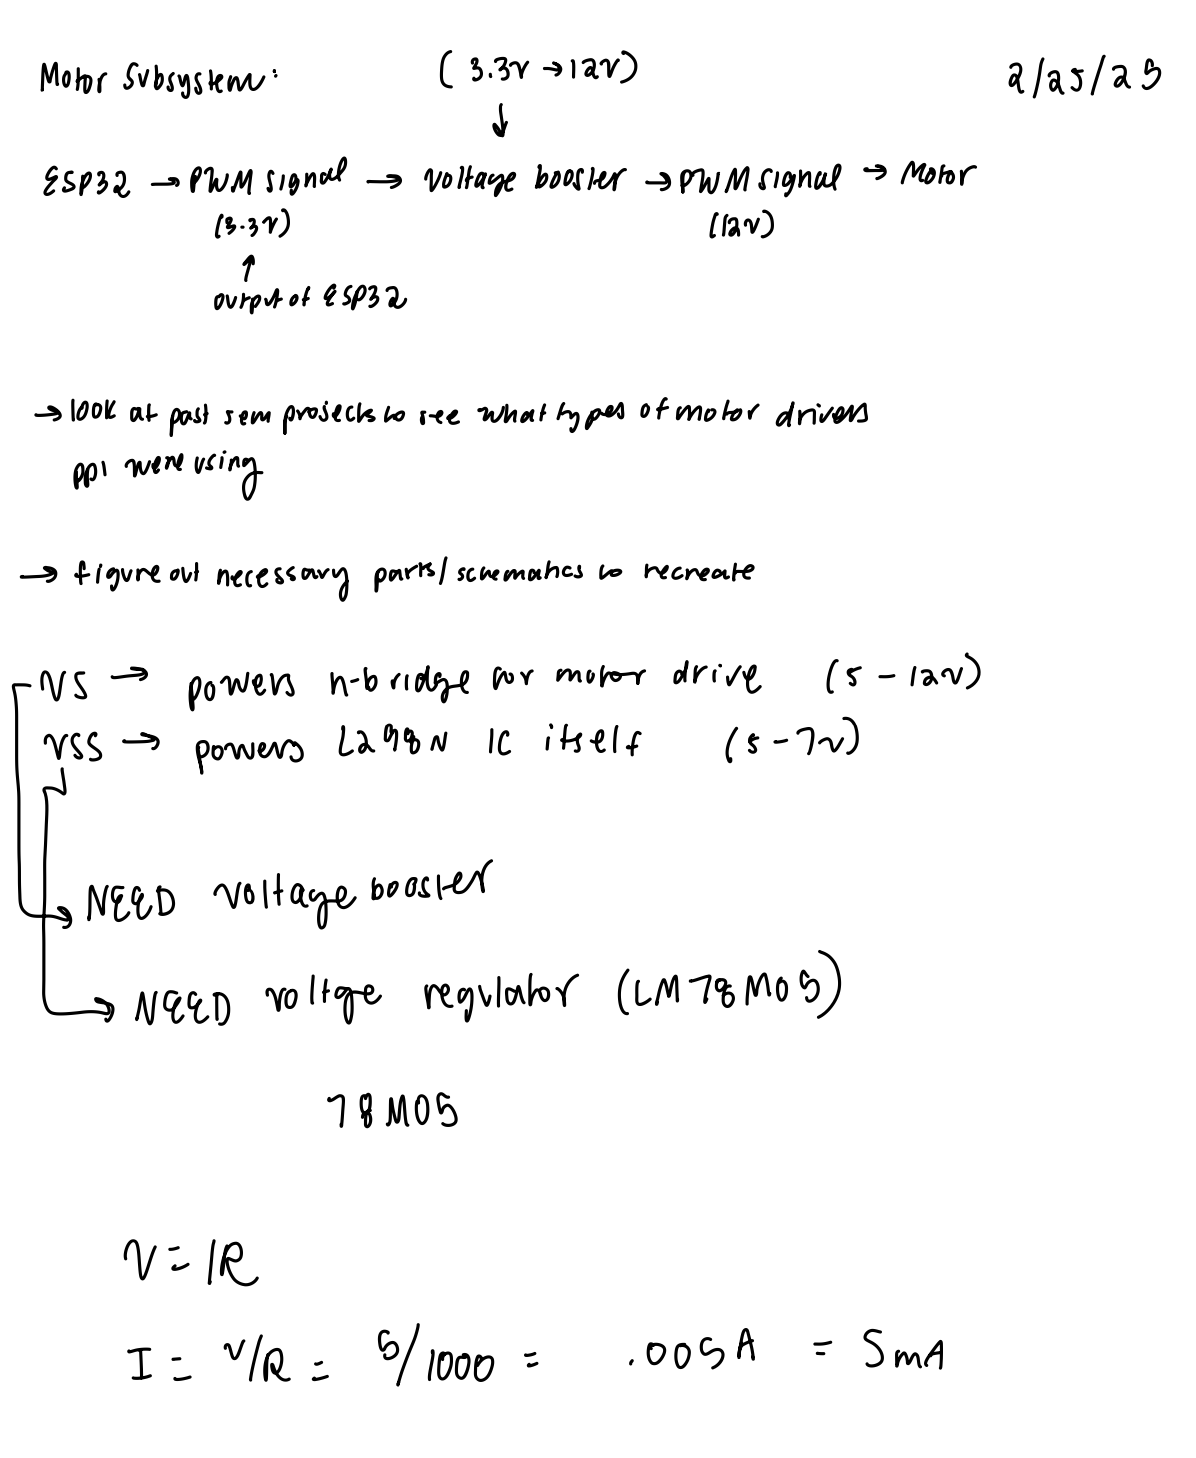 Motor Subsystem: (3.3V → 12V) 2/25/25
↓
ESP32 → PWM signal → Voltage booster → PWM signal → Motor
(3.3V) (12V)
↑
output of ESP32
→ look at past sem projects to see what types of motor drivers
ppl were using
→ figure out necessary parts/schematics to recreate
VS → powers h-bridge for motor drive (5 - 12V)
VSS → powers L298N IC itself (5 - 7V)
NEED voltage booster
NEED voltge regulator (LM78M05)
78M05
V = IR
I = V/R = 5/1000 = .005A = 5mA